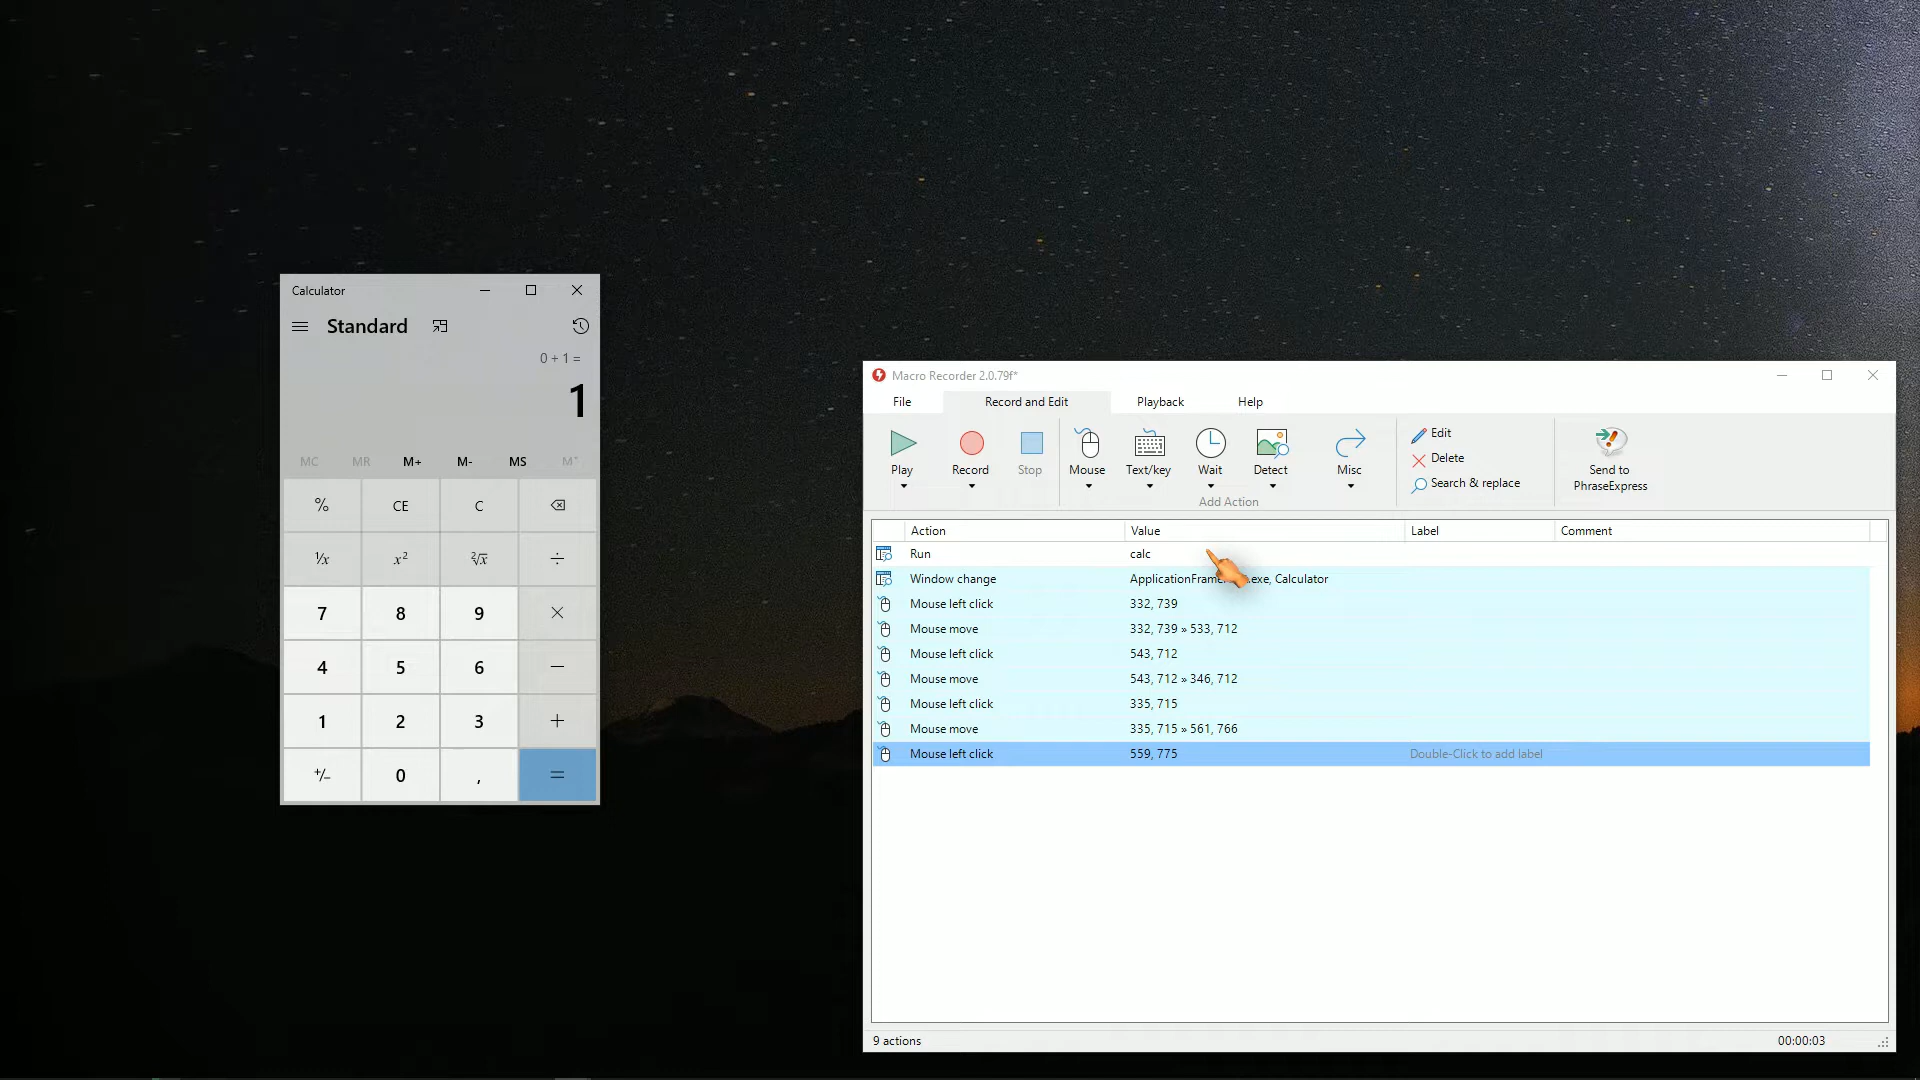 Calculator
Standard
0 + 1 =
1
MC MR M+ M- MS M˅
% CE C
¹⁄x x² ²√x ÷
7 8 9 ×
4 5 6 −
1 2 3 +
⁺⁄₋ 0 , =
Macro Recorder 2.0.79f*
File Record and Edit Playback Help
Play Record Stop Mouse Text/key Wait Detect Misc
Add Action
Edit
Delete
Search & replace
Send to
PhraseExpress
Action Value Label Comment
Run calc
Window change ApplicationFrame .exe, Calculator
Mouse left click 332, 739
Mouse move 332, 739 » 533, 712
Mouse left click 543, 712
Mouse move 543, 712 » 346, 712
Mouse left click 335, 715
Mouse move 335, 715 » 561, 766
Mouse left click 559, 775 Double-Click to add label
9 actions 00:00:03